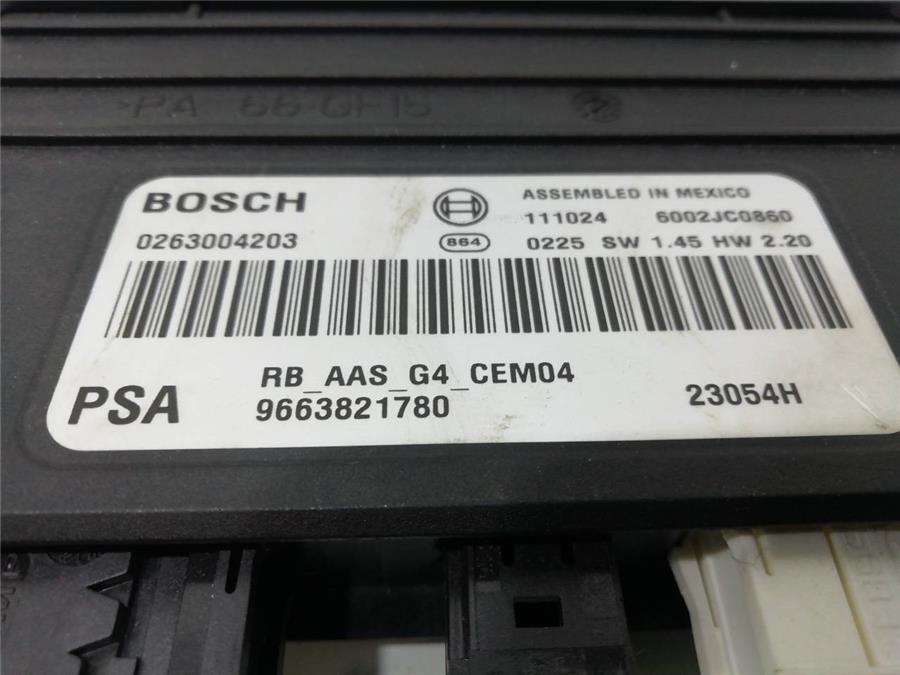 >PA 66-GF15
BOSCH
ASSEMBLED IN MEXICO
111024 6002JC0860
0263004203
864
0225 SW 1.45 HW 2.20
RB_AAS_G4_CEM04
PSA
9663821780
23054H